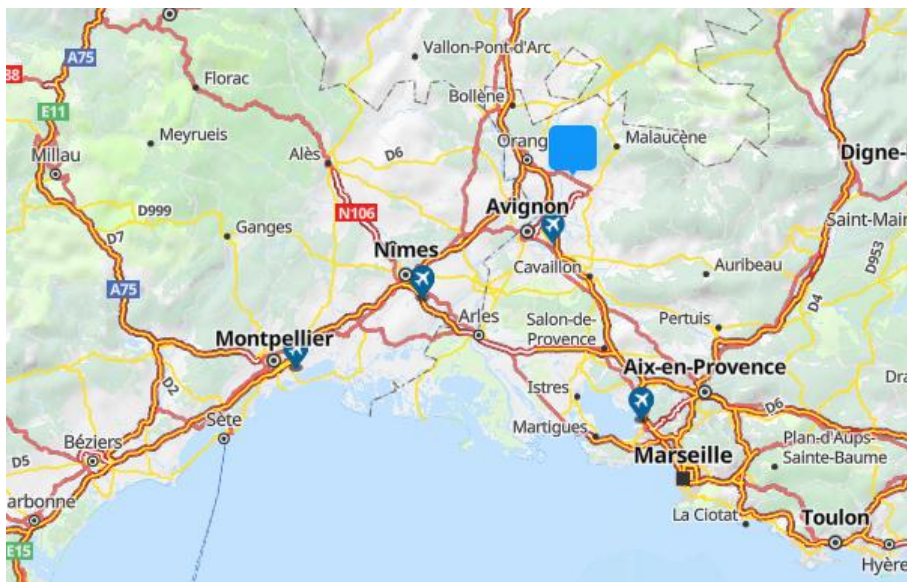 A75
Vallon-Pont-d'Arc
88
Florac
Bollène
E11
Meyrueis
Orang
Malaucène
Millau
Alès
D6
Digne-
D999
N106
Avignon
Saint-Mai
Ganges
D7
Nîmes
Cavaillon
Auribeau
D953
A75
D4
Arles
Salon-de-
Provence
Pertuis
Montpellier
Aix-en-Provence
D2
Istres
Dra
D6
Sète
Martigues
Béziers
Marseille
Plan-d'Aups-
Sainte-Baume
D5
arbonne
La Ciotat
Toulon
E15
Hyère